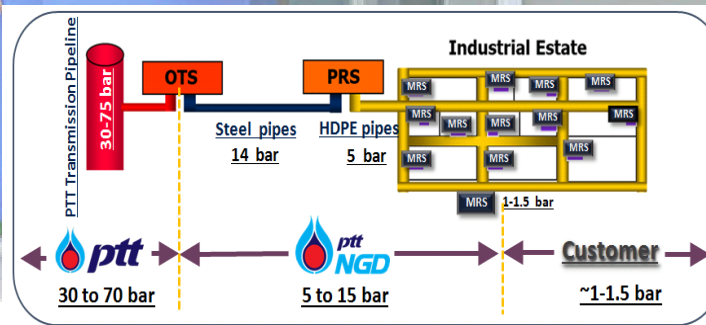 PTT Transmission Pipeline
30-75 bar
OTS
PRS
Steel pipes
14 bar
HDPE pipes
5 bar
Industrial Estate
MRS
MRS
MRS
MRS
MRS
MRS
MRS
MRS
MRS
MRS
MRS
MRS 1-1.5 bar
ptt
30 to 70 bar
ptt
NGD
5 to 15 bar
Customer
~1-1.5 bar